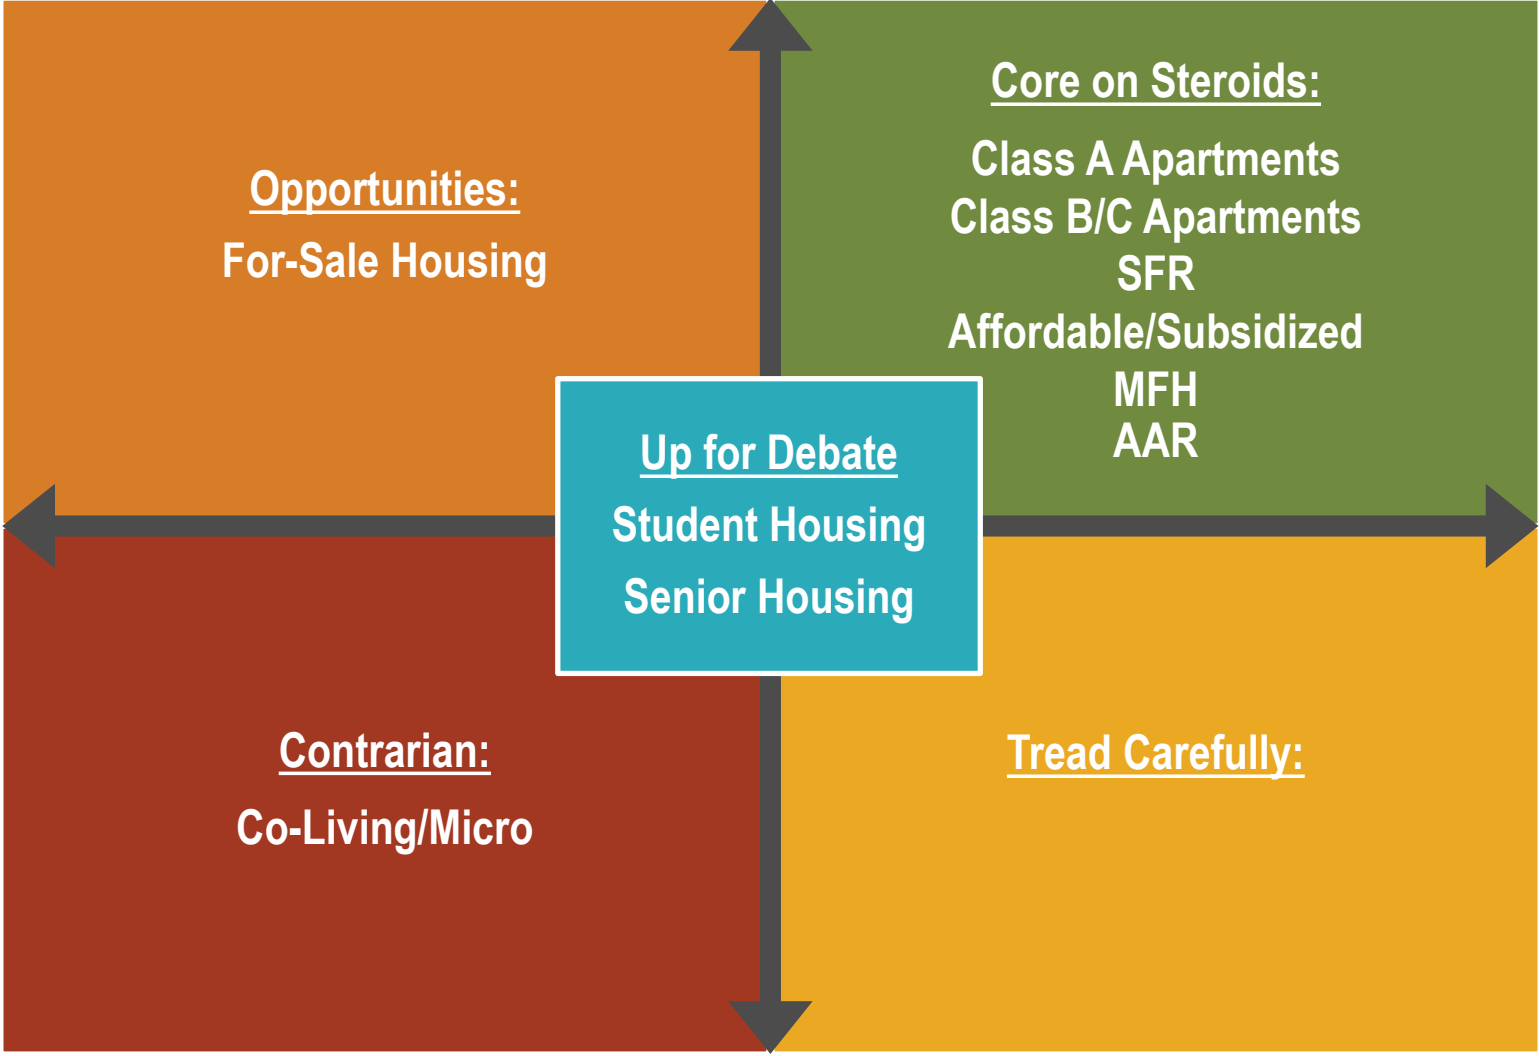 Opportunities:
For-Sale Housing
Core on Steroids:
Class A Apartments
Class B/C Apartments
SFR
Affordable/Subsidized
MFH
AAR
Up for Debate
Student Housing
Senior Housing
Contrarian:
Co-Living/Micro
Tread Carefully: